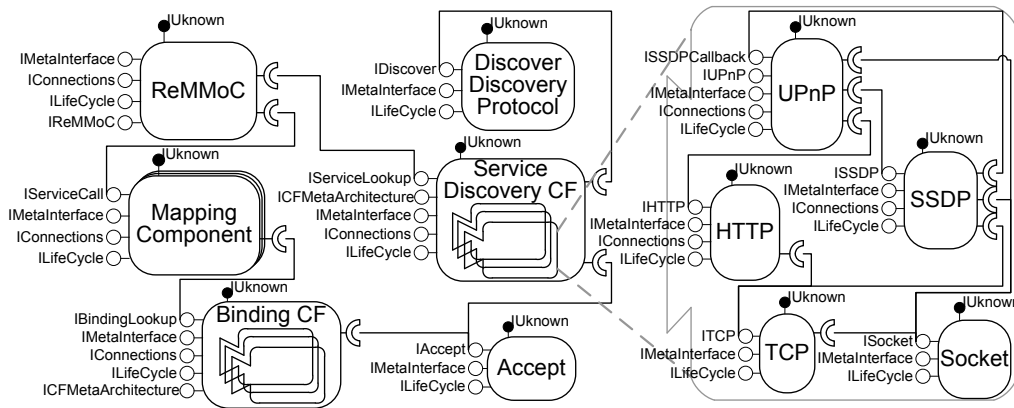 IUknown
IMetaInterface
IConnections
ILifeCycle
IReMMoC
ReMMoC
IUknown
IDiscover
IMetaInterface
ILifeCycle
Discover
Discovery
Protocol
IUknown
ISSDPCallback
IUPnP
IMetaInterface
IConnections
ILifeCycle
UPnP
IUknown
IServiceCall
IMetaInterface
IConnections
ILifeCycle
Mapping
Component
IUknown
IServiceLookup
ICFMetaArchitecture
IMetaInterface
IConnections
ILifeCycle
Service
Discovery CF
IUknown
IHTTP
IMetaInterface
IConnections
ILifeCycle
HTTP
IUknown
ISSDP
IMetaInterface
IConnections
ILifeCycle
SSDP
IUknown
IBindingLookup
IMetaInterface
IConnections
ILifeCycle
ICFMetaArchitecture
Binding CF
IUknown
IAccept
IMetaInterface
ILifeCycle
Accept
IUknown
ITCP
IMetaInterface
ILifeCycle
TCP
IUknown
ISocket
IMetaInterface
ILifeCycle
Socket